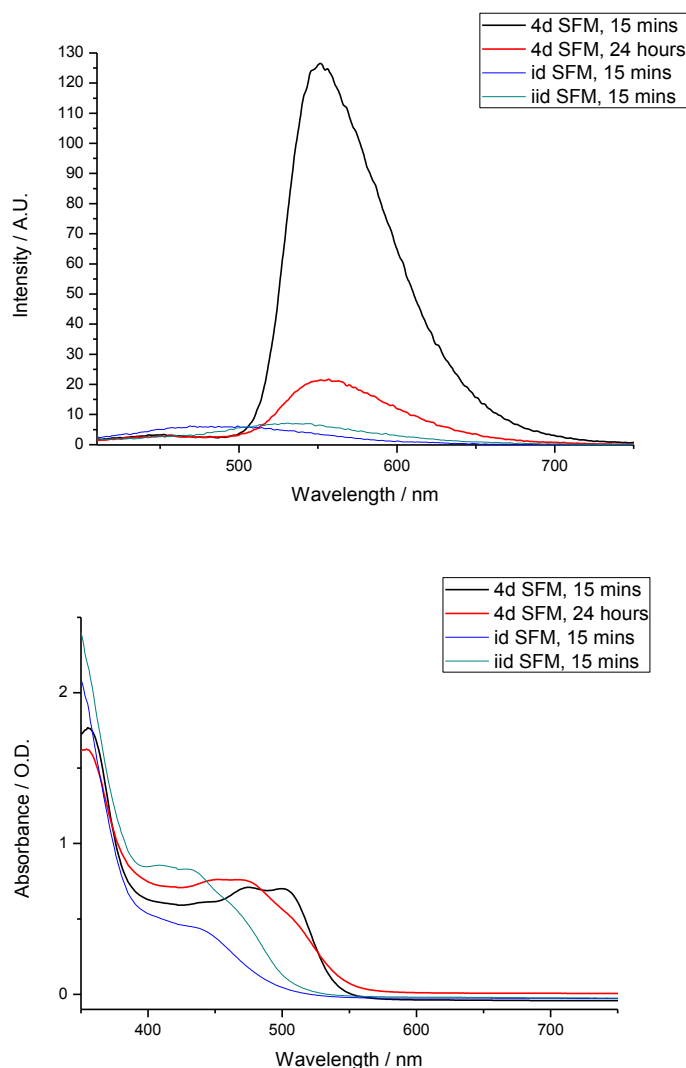 4d SFM, 15 mins
4d SFM, 24 hours
id SFM, 15 mins
iid SFM, 15 mins
130
120
110
100
90
80
70
60
50
40
30
20
10
0
Intensity / A.U.
500 600 700
Wavelength / nm
4d SFM, 15 mins
4d SFM, 24 hours
id SFM, 15 mins
iid SFM, 15 mins
2
1
0
Absorbance / O.D.
400 500 600 700
Wavelength / nm